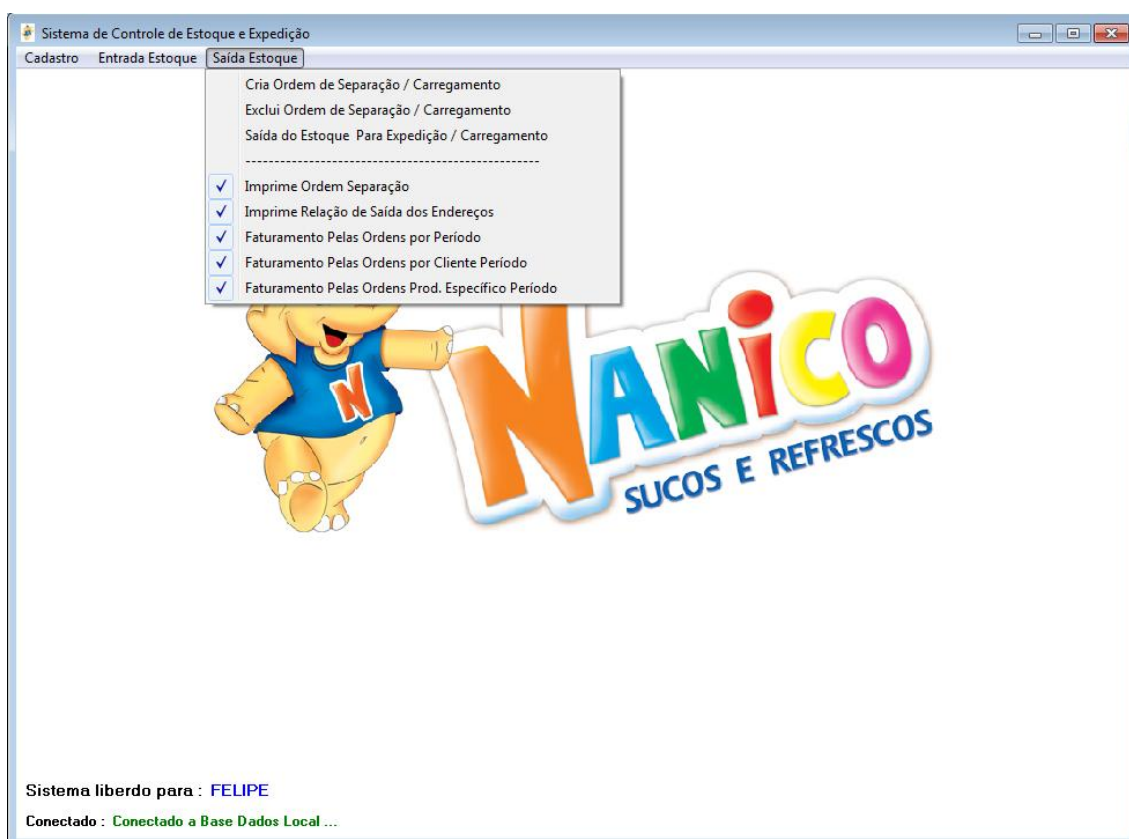 Sistema de Controle de Estoque e Expedição
Cadastro Entrada Estoque Saída Estoque
Cria Ordem de Separação / Carregamento
Exclui Ordem de Separação / Carregamento
Saída do Estoque Para Expedição / Carregamento
---------------------------------------------------
Imprime Ordem Separação
Imprime Relação de Saída dos Endereços
Faturamento Pelas Ordens por Período
Faturamento Pelas Ordens por Cliente Período
Faturamento Pelas Ordens Prod. Específico Período
N
NANiCO
SUCOS E REFRESCOS
Sistema liberdo para : FELIPE
Conectado : Conectado a Base Dados Local ...